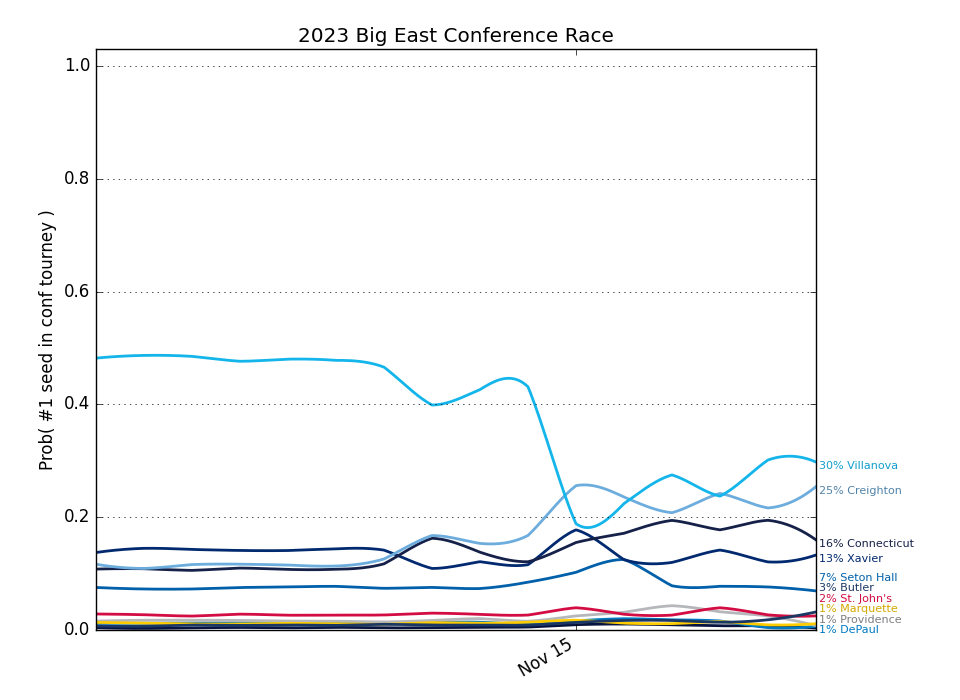 2023 Big East Conference Race
Prob( #1 seed in conf tourney )
1.0
0.8
0.6
0.4
0.2
0.0
Nov 15
30% Villanova
25% Creighton
16% Connecticut
13% Xavier
7% Seton Hall
3% Butler
2% St. John's
1% Marquette
1% Providence
1% DePaul